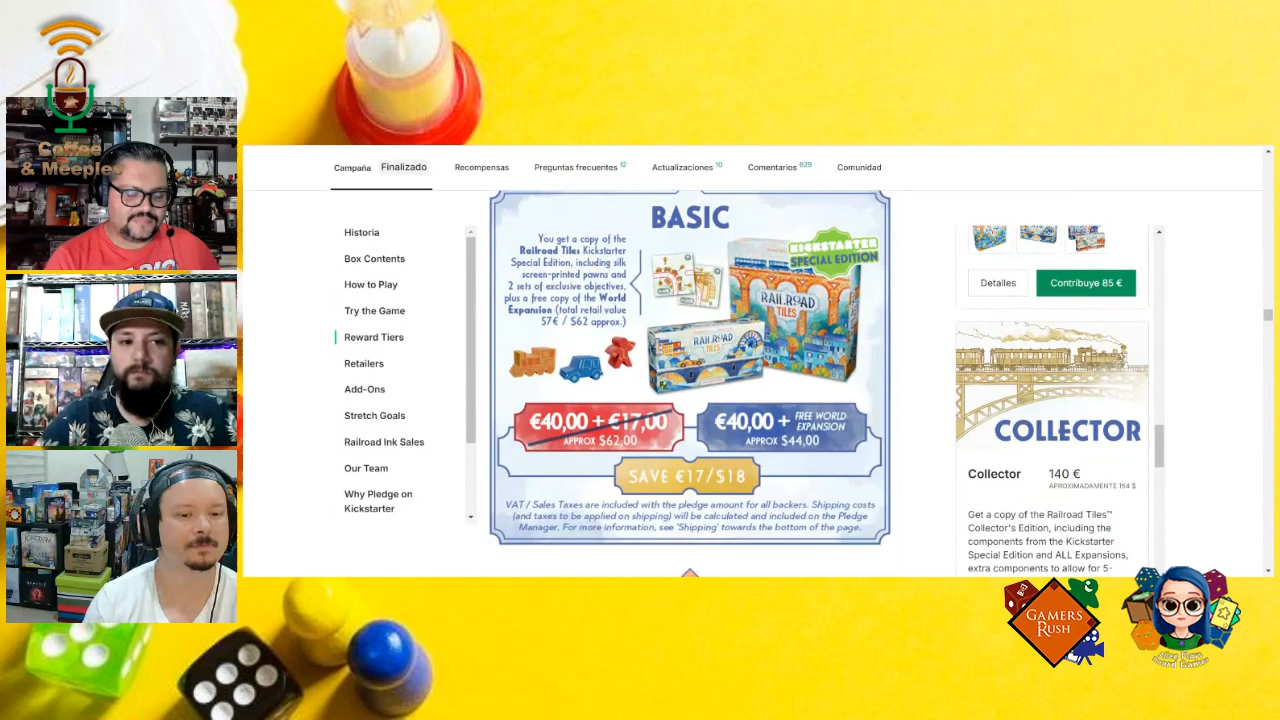 Coffee
& Meeples
Campaña
Finalizado
Recompensas
Preguntas frecuentes 12
Actualizaciones 10
Comentarios 629
Comunidad
Historia
Box Contents
How to Play
Try the Game
Reward Tiers
Retailers
Add-Ons
Stretch Goals
Railroad Ink Sales
Our Team
Why Pledge on
Kickstarter
BASIC
You get a copy of the
Railroad Tiles Kickstarter
Special Edition, including silk
screen-printed pawns and
2 sets of exclusive objectives,
plus a free copy of the World
Expansion (total retail value
57€ / $62 approx.)
KICKSTARTER
SPECIAL EDITION
RAILROAD
TILES
RAILROAD
TILES
€40,00 + €17,00
APPROX $62,00
€40,00 + FREE WORLD
EXPANSION
APPROX $44,00
SAVE €17/$18
VAT / Sales Taxes are included with the pledge amount for all backers. Shipping costs
(and taxes to be applied on shipping) will be calculated and included on the Pledge
Manager. For more information, see 'Shipping' towards the bottom of the page.
Detalles
Contribuye 85 €
COLLECTOR
Collector
140 €
APROXIMADAMENTE 154 $
Get a copy of the Railroad Tiles™
Collector's Edition, including the
components from the Kickstarter
Special Edition and ALL Expansions,
extra components to allow for 5-
GAMERS
RUSH
Board Games